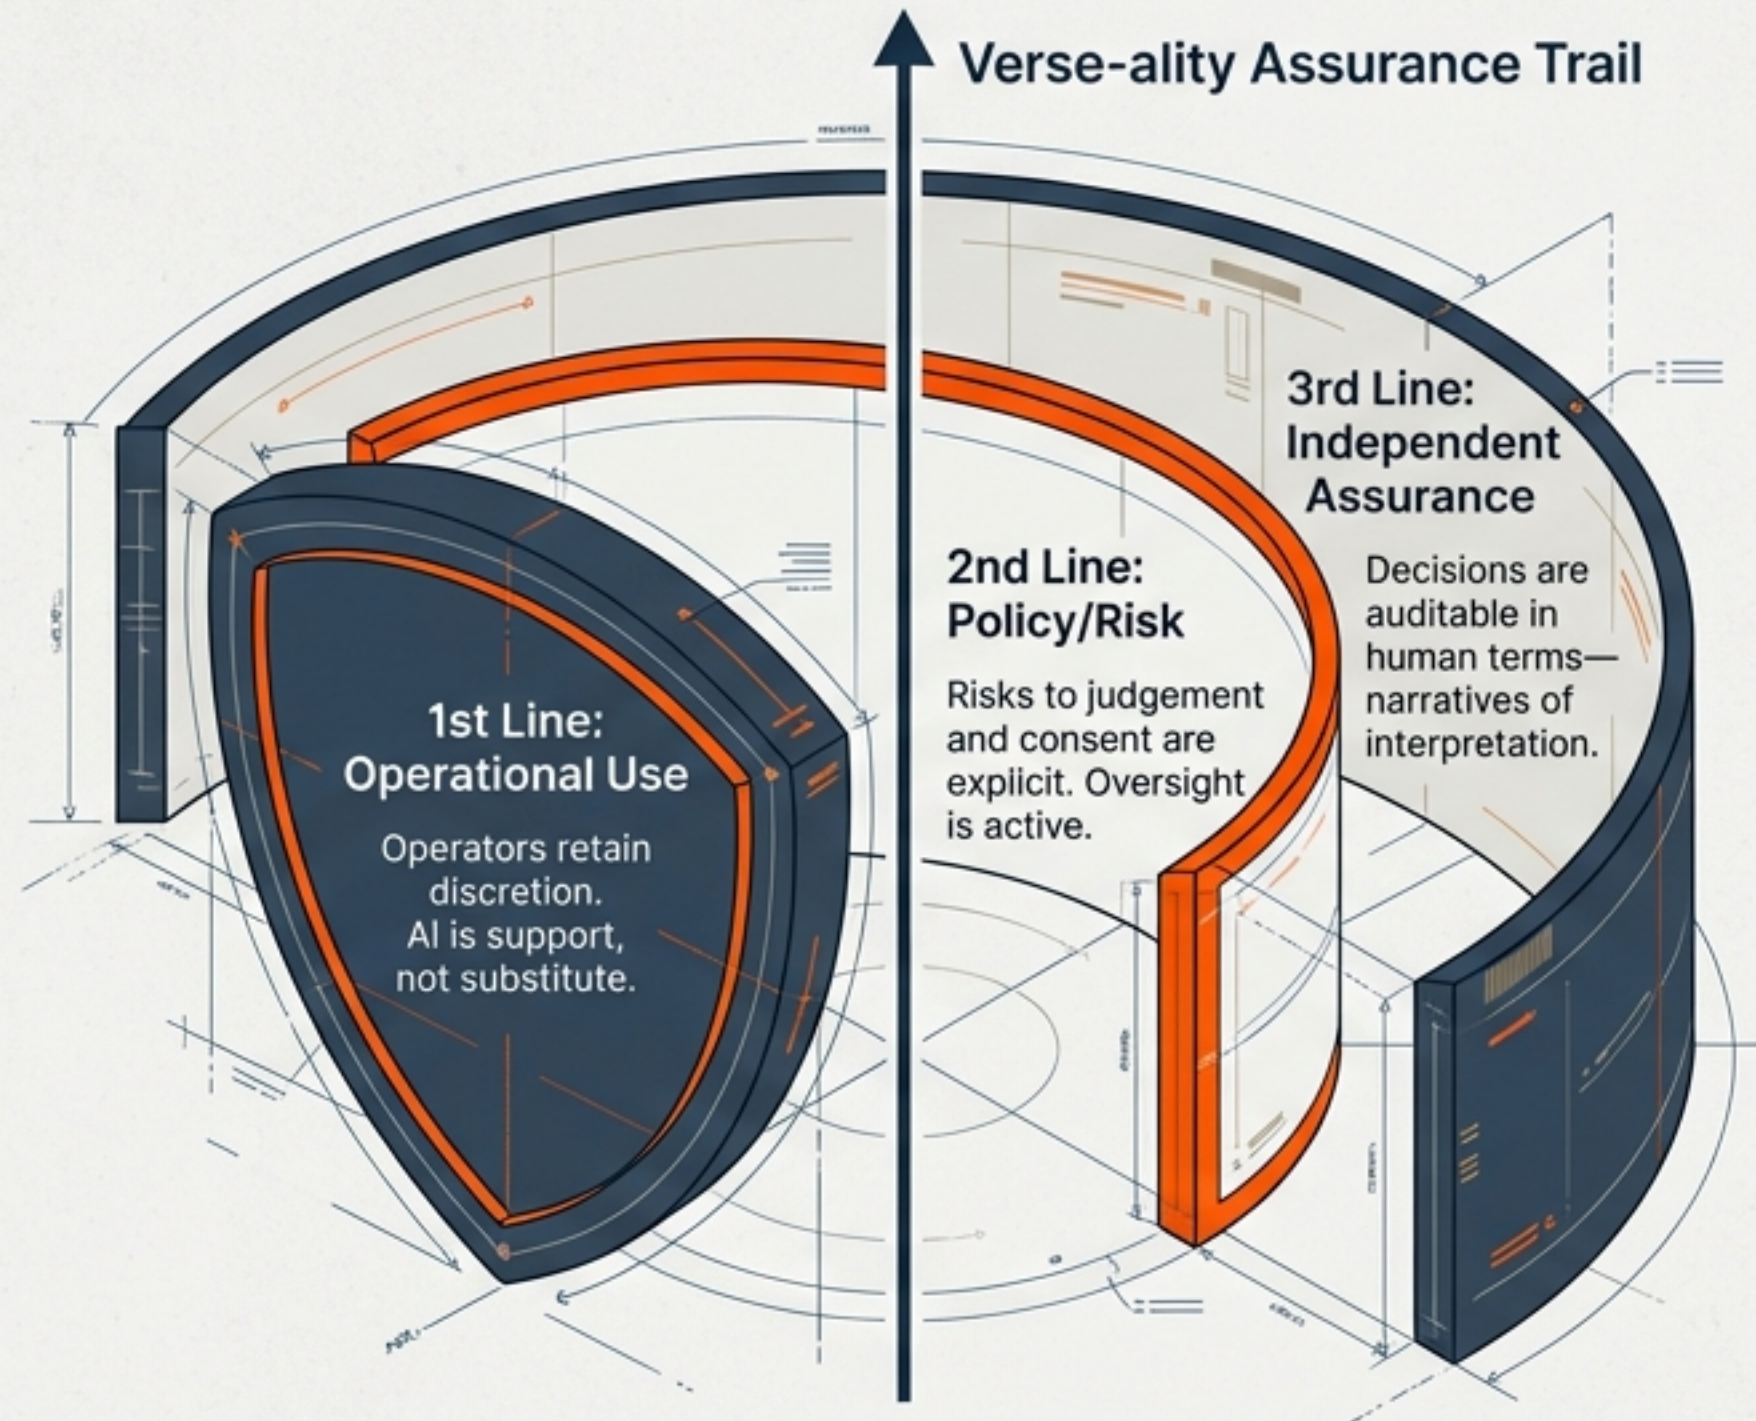 Verse-ality Assurance Trail
1st Line:
Operational Use
Operators retain
discretion.
AI is support,
not substitute.
2nd Line:
Policy/Risk
Risks to judgement
and consent are
explicit. Oversight
is active.
3rd Line:
Independent
Assurance
Decisions are
auditable in
human terms—
narratives of
interpretation.